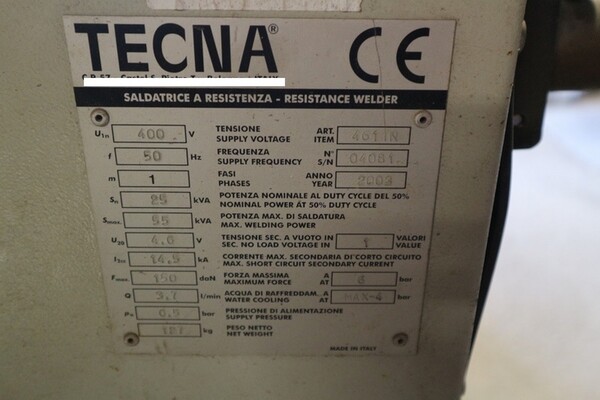 TECNA® CE
SALDATRICE A RESISTENZA - RESISTANCE WELDER
U1n 400 V TENSIONE SUPPLY VOLTAGE ART. ITEM 4611N
f 50 Hz FREQUENZA SUPPLY FREQUENCY N° S/N
m 1 FASI PHASES ANNO YEAR 2003
Sn 25 kVA POTENZA NOMINALE AL DUTY CYCLE DEL 50%
NOMINAL POWER AT 50% DUTY CYCLE
Smax. 55 kVA POTENZA MAX. DI SALDATURA
MAX. WELDING POWER
U20 4,6 V TENSIONE SEC. A VUOTO IN 1 VALORI
SEC. NO LOAD VOLTAGE IN VALUE
I2cc 14,5 kA CORRENTE MAX. SECONDARIA DI CORTO CIRCUITO
MAX. SHORT CIRCUIT SECONDARY CURRENT
Fmax 150 daN FORZA MASSIMA A 6 bar
MAXIMUM FORCE AT
Q 3,7 l/min ACQUA DI RAFFREDDAM. A MAX-4 bar
WATER COOLING AT
bar PRESSIONE DI ALIMENTAZIONE
SUPPLY PRESSURE
kg PESO NETTO
NET WEIGHT
MADE IN ITALY